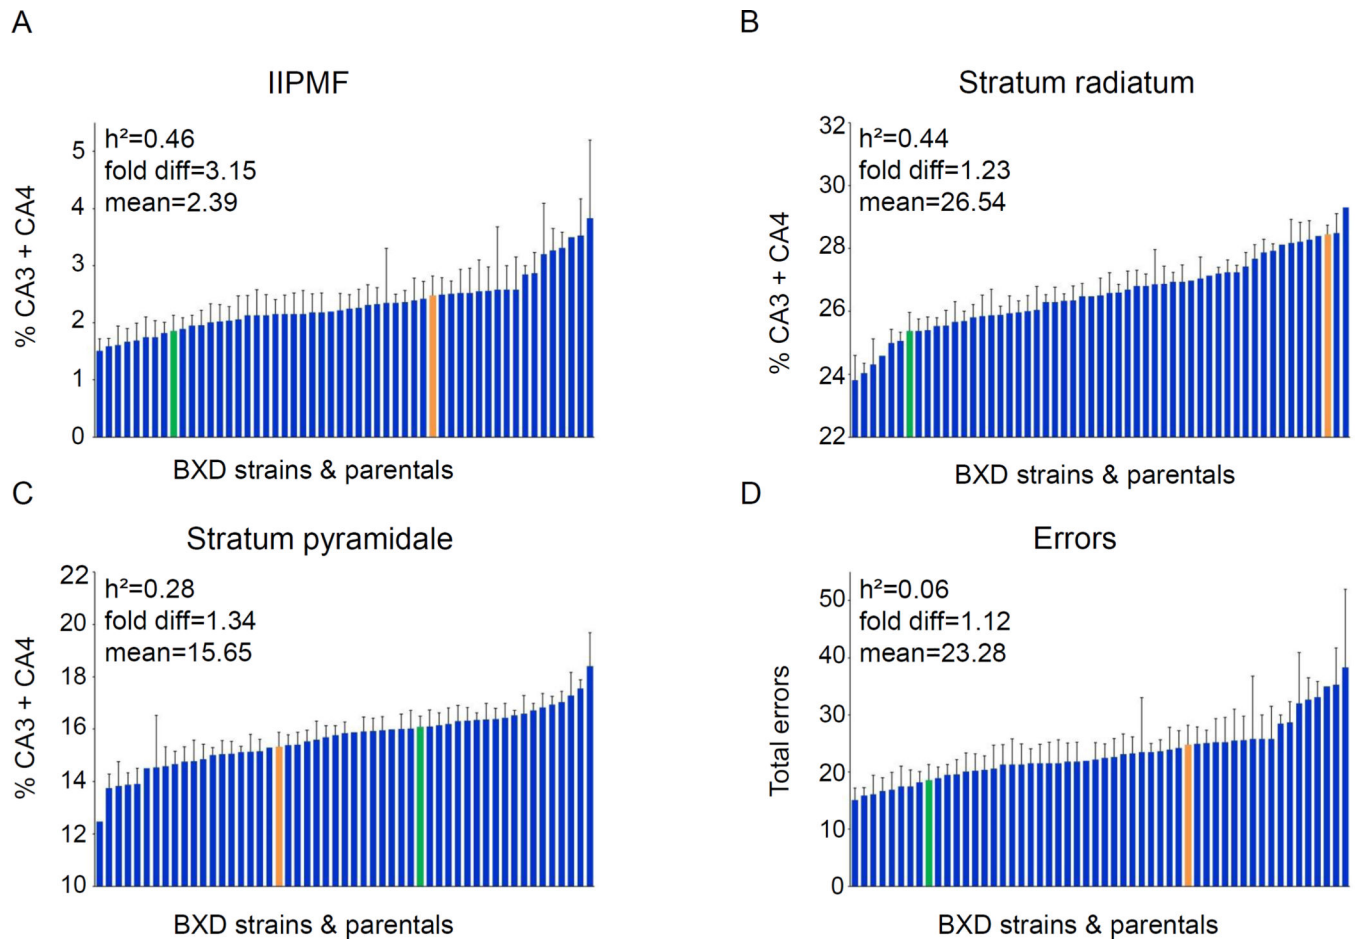 A
IIPMF
h²=0.46
fold diff=3.15
mean=2.39
% CA3 + CA4
5
4
3
2
1
0
BXD strains & parentals
B
Stratum radiatum
h²=0.44
fold diff=1.23
mean=26.54
% CA3 + CA4
32
30
28
26
24
22
BXD strains & parentals
C
Stratum pyramidale
h²=0.28
fold diff=1.34
mean=15.65
% CA3 + CA4
22
20
18
16
14
12
10
BXD strains & parentals
D
Errors
h²=0.06
fold diff=1.12
mean=23.28
Total errors
50
40
30
20
10
0
BXD strains & parentals